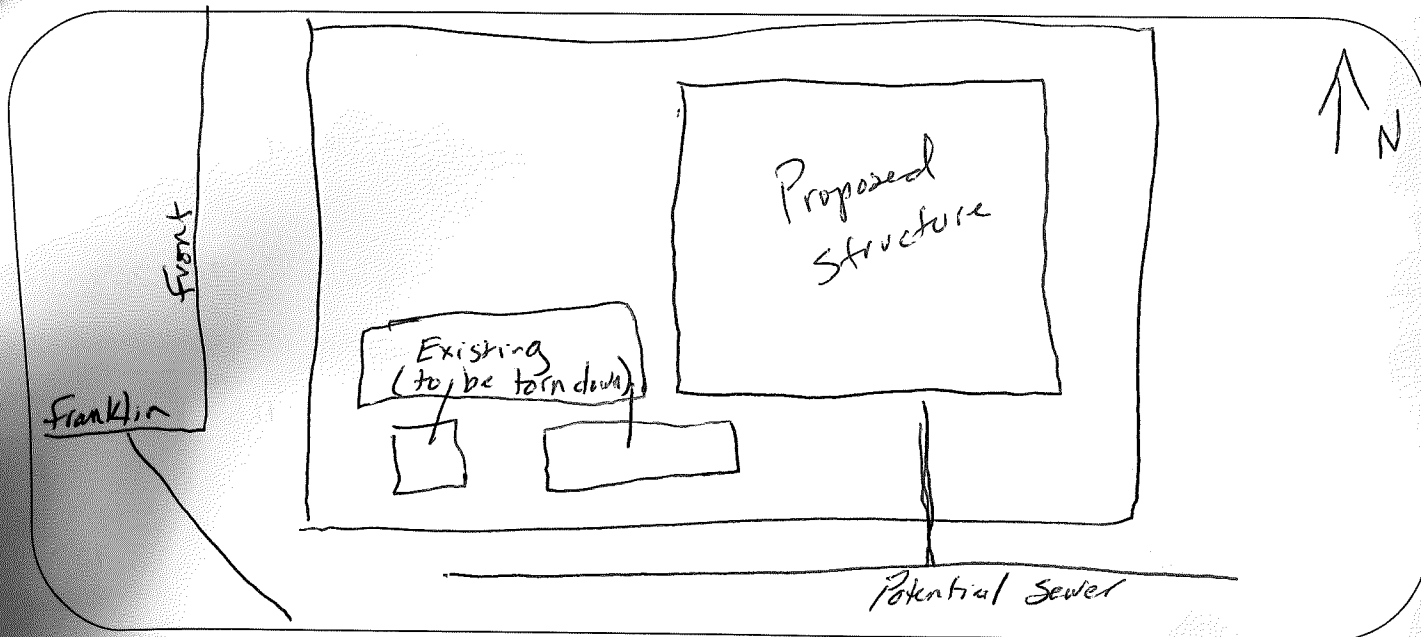 N
Proposed
structure
Front
Existing
(to be torn down)
Franklin
Potential Sewer